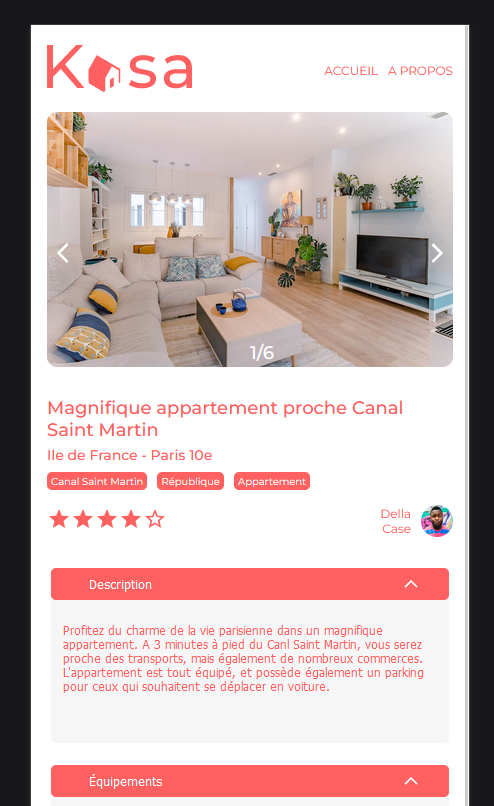 Kasa
ACCUEIL A PROPOS
1/6
Magnifique appartement proche Canal
Saint Martin
Ile de France - Paris 10e
Canal Saint Martin République Appartement
Della
Case
Description
Profitez du charme de la vie parisienne dans un magnifique
appartement. A 3 minutes à pied du Canl Saint Martin, vous serez
proche des transports, mais également de nombreux commerces.
L'appartement est tout équipé, et possède également un parking
pour ceux qui souhaitent se déplacer en voiture.
Équipements